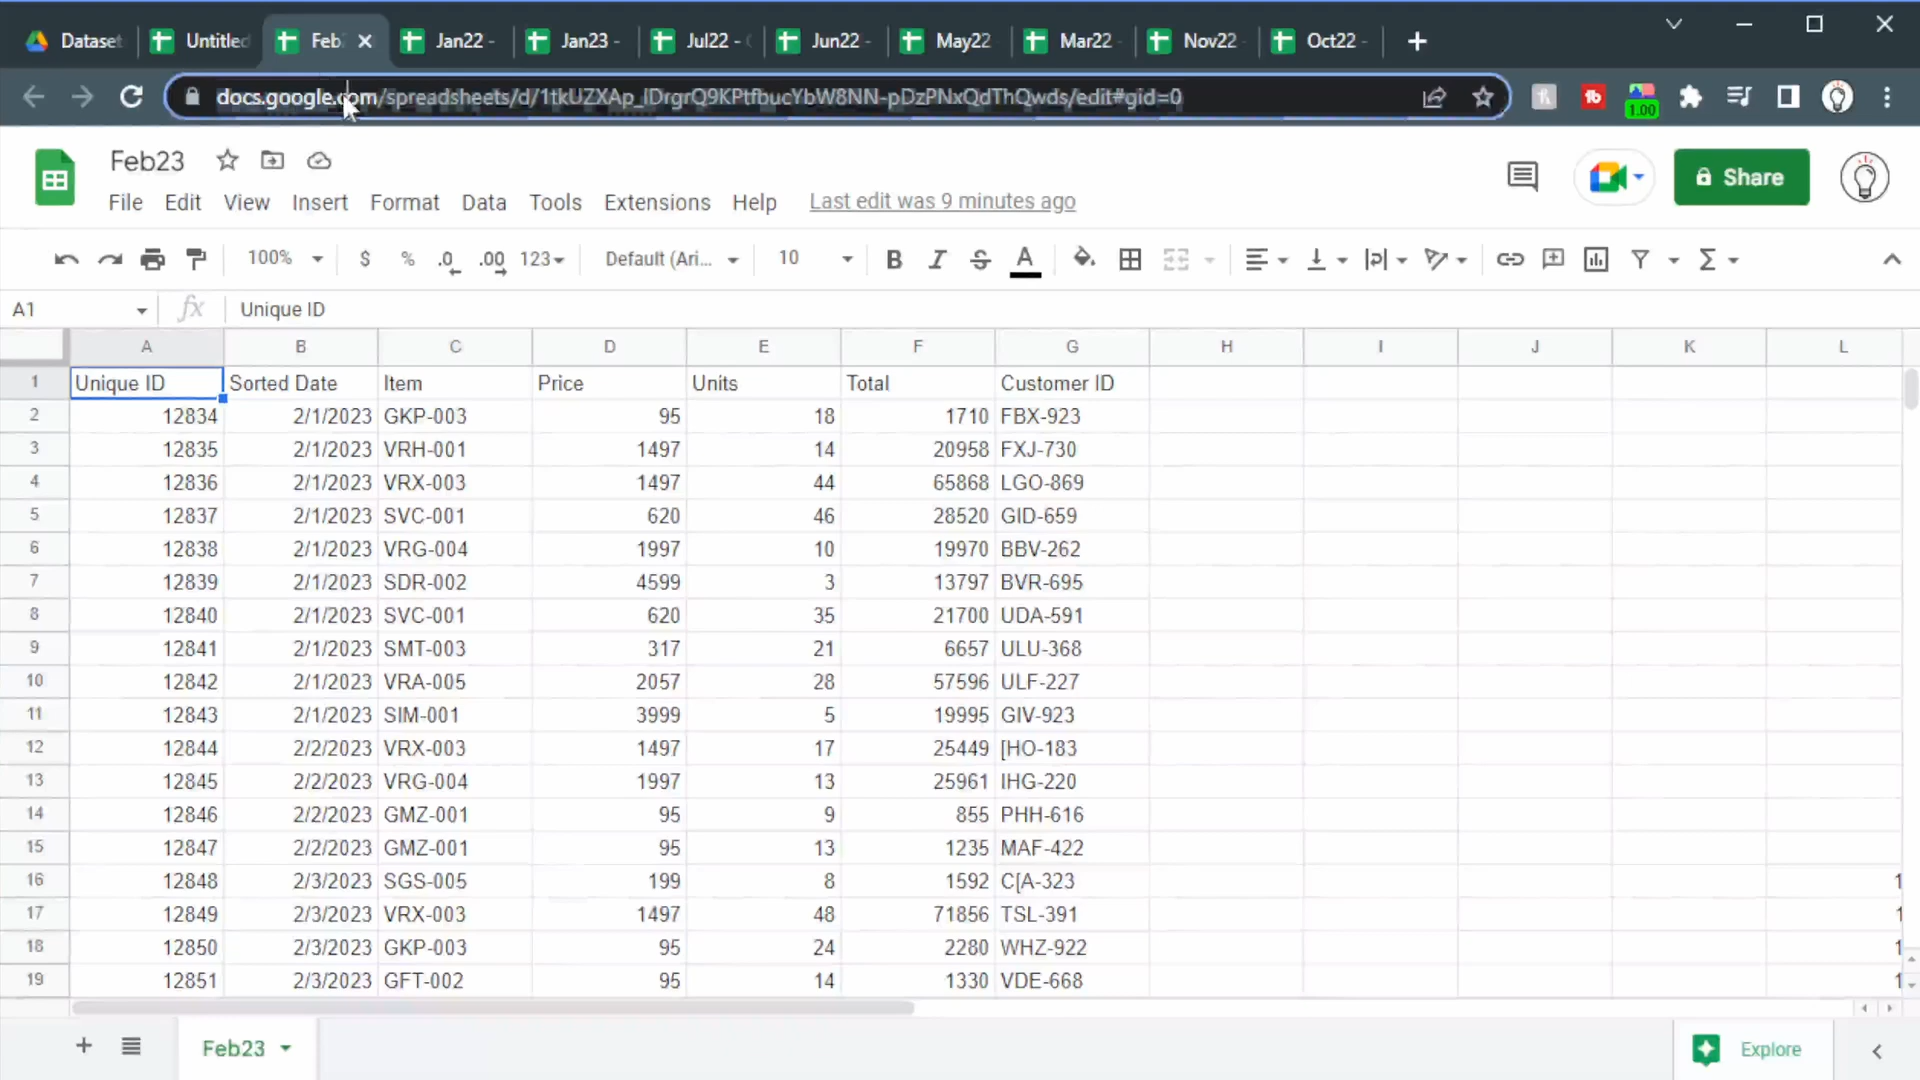 Dataset Untitled Feb Jan22 - Jan23 - Jul22 - Jun22 - May22 Mar22 Nov22 Oct22 -
docs.google.com/spreadsheets/d/1tkUZXAp_IDrgrQ9KPtfbucYbW8NN-pDzPNxQdThQwds/edit#gid=0
1.00
Feb23
Share
File Edit View Insert Format Data Tools Extensions Help Last edit was 9 minutes ago
100% $ % .0 .00 123 Default (Ari... 10 B I S A
A1 fx Unique ID
A B C D E F G H I J K L
1 Unique ID Sorted Date Item Price Units Total Customer ID
2 12834 2/1/2023 GKP-003 95 18 1710 FBX-923
3 12835 2/1/2023 VRH-001 1497 14 20958 FXJ-730
4 12836 2/1/2023 VRX-003 1497 44 65868 LGO-869
5 12837 2/1/2023 SVC-001 620 46 28520 GID-659
6 12838 2/1/2023 VRG-004 1997 10 19970 BBV-262
7 12839 2/1/2023 SDR-002 4599 3 13797 BVR-695
8 12840 2/1/2023 SVC-001 620 35 21700 UDA-591
9 12841 2/1/2023 SMT-003 317 21 6657 ULU-368
10 12842 2/1/2023 VRA-005 2057 28 57596 ULF-227
11 12843 2/1/2023 SIM-001 3999 5 19995 GIV-923
12 12844 2/2/2023 VRX-003 1497 17 25449 [HO-183
13 12845 2/2/2023 VRG-004 1997 13 25961 IHG-220
14 12846 2/2/2023 GMZ-001 95 9 855 PHH-616
15 12847 2/2/2023 GMZ-001 95 13 1235 MAF-422
16 12848 2/3/2023 SGS-005 199 8 1592 C[A-323 1
17 12849 2/3/2023 VRX-003 1497 48 71856 TSL-391 1
18 12850 2/3/2023 GKP-003 95 24 2280 WHZ-922 1
19 12851 2/3/2023 GFT-002 95 14 1330 VDE-668 1
Feb23
Explore